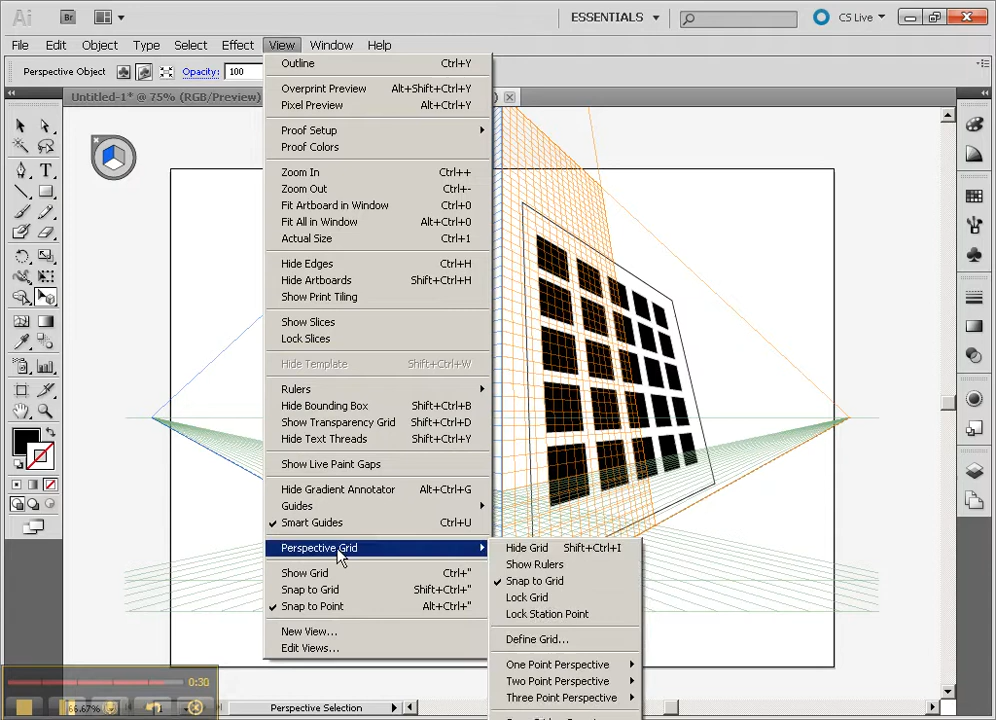 Ai Br ESSENTIALS CS Live
File Edit Object Type Select Effect View Window Help
Perspective Object Opacity: 100
Untitled-1* @ 75% (RGB/Preview) )
Outline Ctrl+Y
Overprint Preview Alt+Shift+Ctrl+Y
Pixel Preview Alt+Ctrl+Y
Proof Setup
Proof Colors
Zoom In Ctrl++
Zoom Out Ctrl+-
Fit Artboard in Window Ctrl+0
Fit All in Window Alt+Ctrl+0
Actual Size Ctrl+1
Hide Edges Ctrl+H
Hide Artboards Shift+Ctrl+H
Show Print Tiling
Show Slices
Lock Slices
Hide Template Shift+Ctrl+W
Rulers
Hide Bounding Box Shift+Ctrl+B
Show Transparency Grid Shift+Ctrl+D
Hide Text Threads Shift+Ctrl+Y
Show Live Paint Gaps
Hide Gradient Annotator Alt+Ctrl+G
Guides
Smart Guides Ctrl+U
Perspective Grid
Show Grid Ctrl+"
Snap to Grid Shift+Ctrl+"
Snap to Point Alt+Ctrl+"
New View...
Edit Views...
Hide Grid Shift+Ctrl+I
Show Rulers
Snap to Grid
Lock Grid
Lock Station Point
Define Grid...
One Point Perspective
Two Point Perspective
Three Point Perspective
0:30
66.67% 1 Perspective Selection